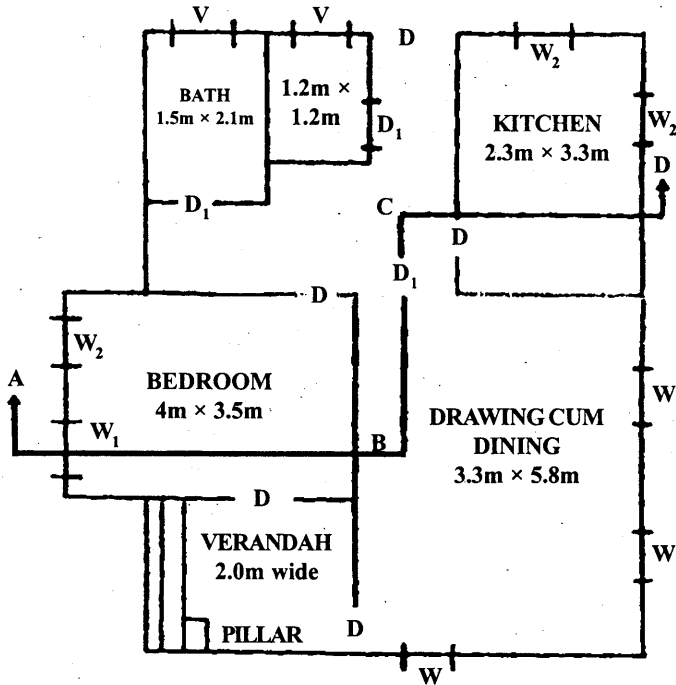 V
V
D
BATH
1.5m × 2.1m
1.2m ×
1.2m
D1
W2
KITCHEN
2.3m × 3.3m
W2
D
D1
C
D
D1
D
W2
A
BEDROOM
4m × 3.5m
W1
B
W
DRAWING CUM
DINING
3.3m × 5.8m
D
VERANDAH
2.0m wide
W
PILLAR
D
W